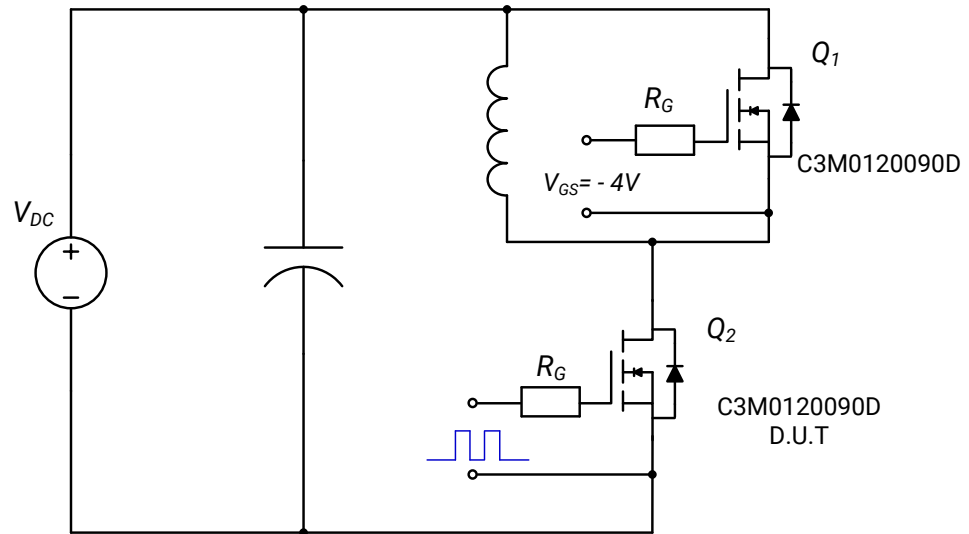 Q1
RG
C3M0120090D
VGS= - 4V
VDC
+
−
Q2
RG
C3M0120090D
D.U.T